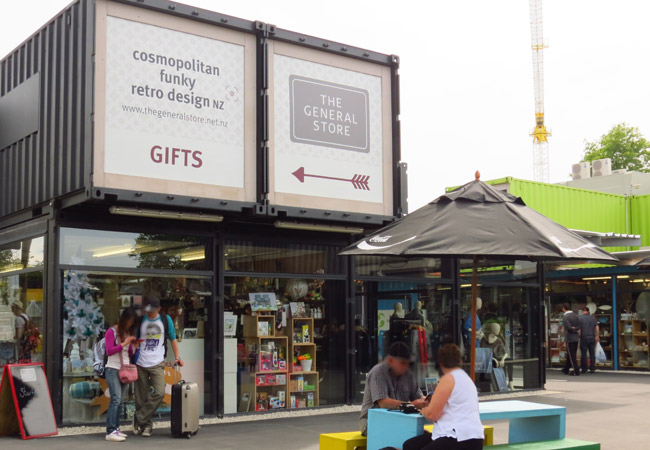 cosmopolitan
funky
retro design NZ
www.thegeneralstore.net.nz
GIFTS
THE
GENERAL
STORE